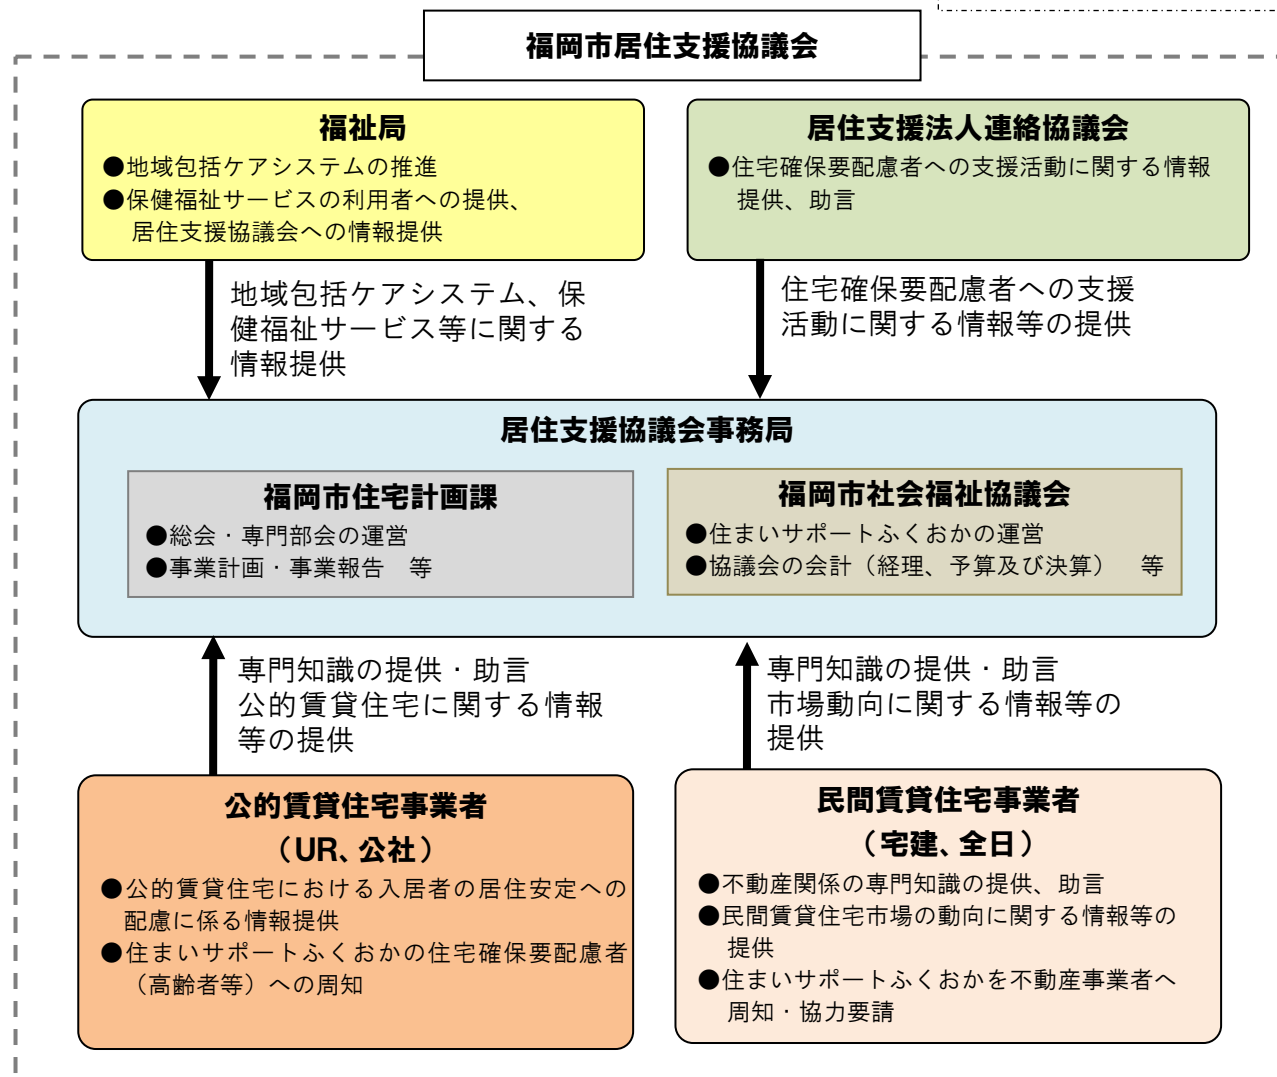 福岡市居住支援協議会
福祉局
●地域包括ケアシステムの推進
●保健福祉サービスの利用者への提供、
居住支援協議会への情報提供
居住支援法人連絡協議会
●住宅確保要配慮者への支援活動に関する情報
提供、助言
地域包括ケアシステム、保
健福祉サービス等に関する
情報提供
住宅確保要配慮者への支援
活動に関する情報等の提供
居住支援協議会事務局
福岡市住宅計画課
●総会・専門部会の運営
●事業計画・事業報告　等
福岡市社会福祉協議会
●住まいサポートふくおかの運営
●協議会の会計（経理、予算及び決算）　等
専門知識の提供・助言
公的賃貸住宅に関する情報
等の提供
専門知識の提供・助言
市場動向に関する情報等の
提供
公的賃貸住宅事業者
（UR、公社）
●公的賃貸住宅における入居者の居住安定への
配慮に係る情報提供
●住まいサポートふくおかの住宅確保要配慮者
（高齢者等）への周知
民間賃貸住宅事業者
（宅建、全日）
●不動産関係の専門知識の提供、助言
●民間賃貸住宅市場の動向に関する情報等の
提供
●住まいサポートふくおかを不動産事業者へ
周知・協力要請